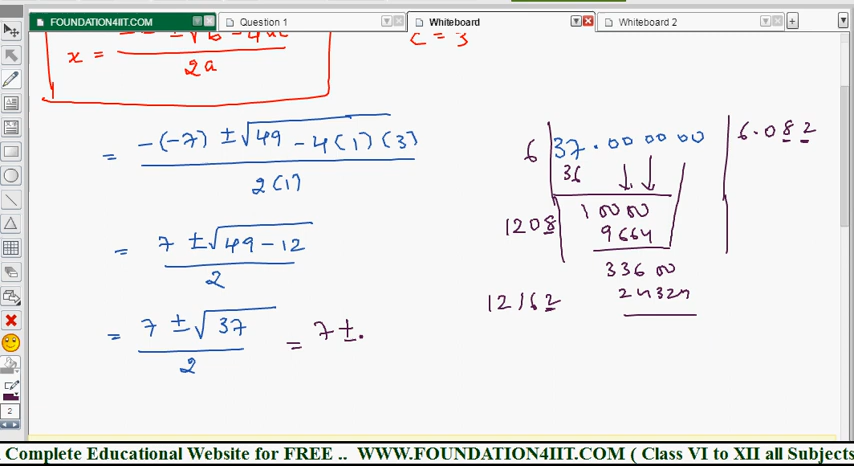 FOUNDATION4IIT.COM
Question 1
Whiteboard
Whiteboard 2
x =
2a
c = 3
= -(-7) ±√49 - 4(1)(3)
2(1)
= 7 ±√49-12
2
= 7 ±√37
2
= 7 ±.
6 37.00 00 00 6.082
36
1208 1 00 00
9664
336 00
12162 24324
2
Complete Educational Website for FREE .. WWW.FOUNDATION4IIT.COM ( Class VI to XII all Subjects